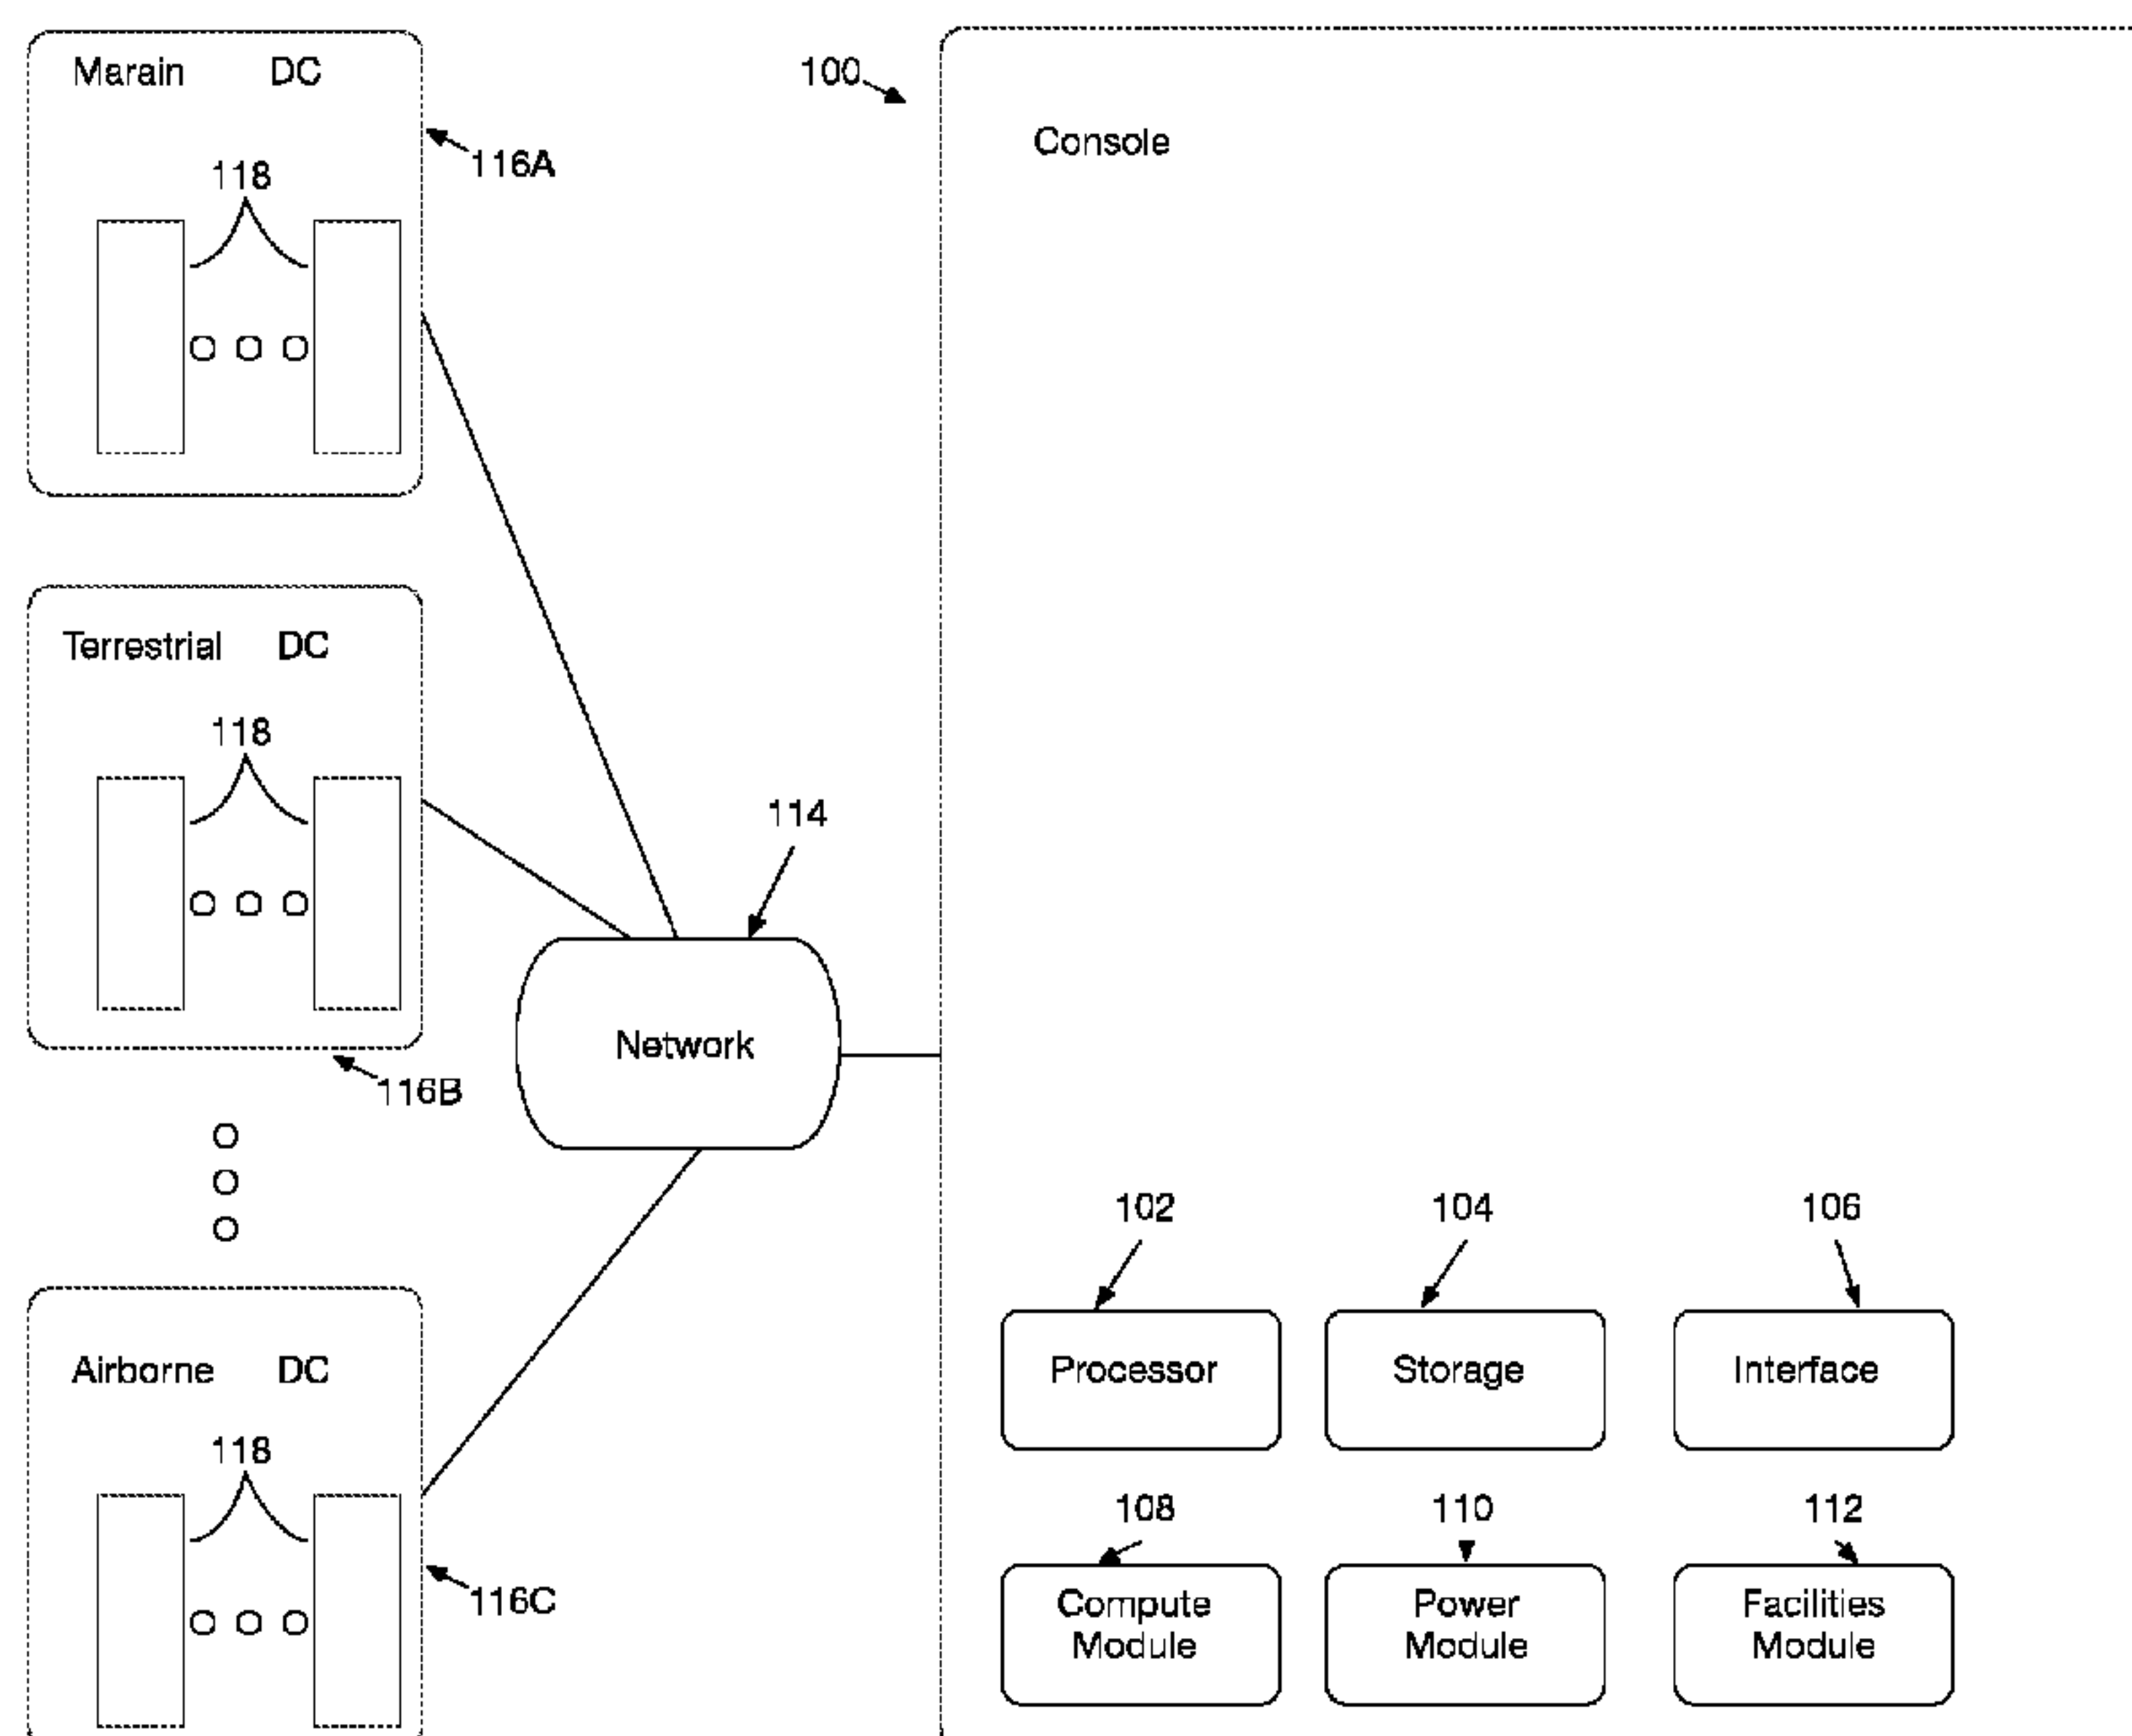 Marain DC
100
Console
116A
118
Terrestrial DC
118
114
Network
116B
102
104
106
Processor
Storage
Interface
Airborne DC
118
108
110
112
116C
Compute
Module
Power
Module
Facilities
Module